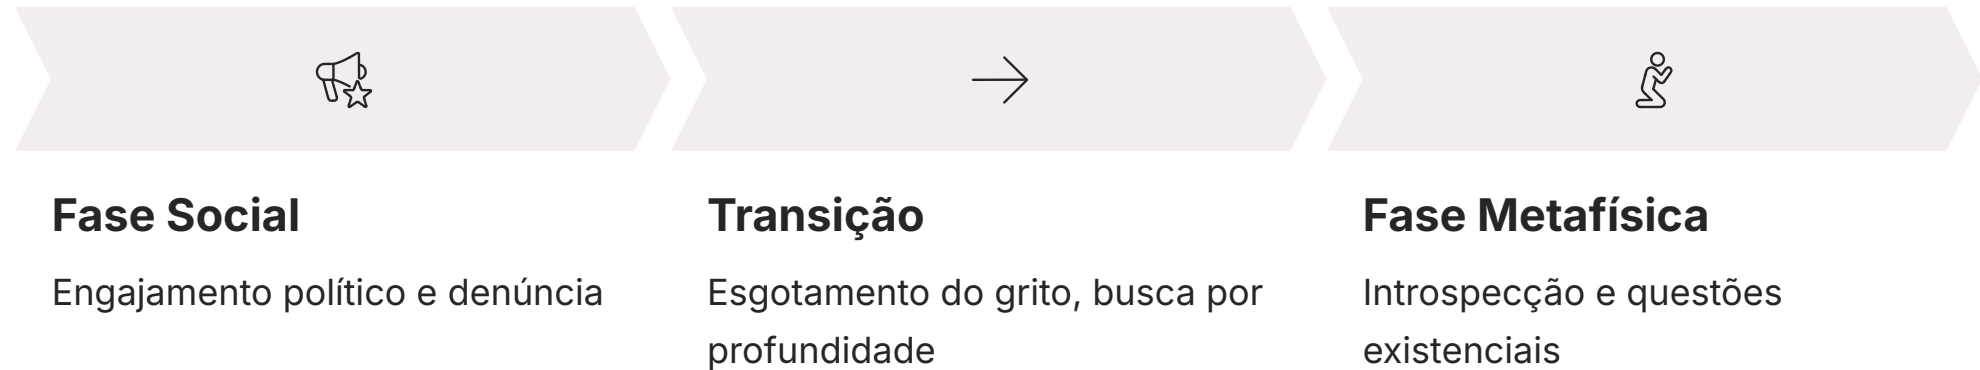 Fase Social
Engajamento político e denúncia
Transição
Esgotamento do grito, busca por
profundidade
Fase Metafísica
Introspecção e questões
existenciais